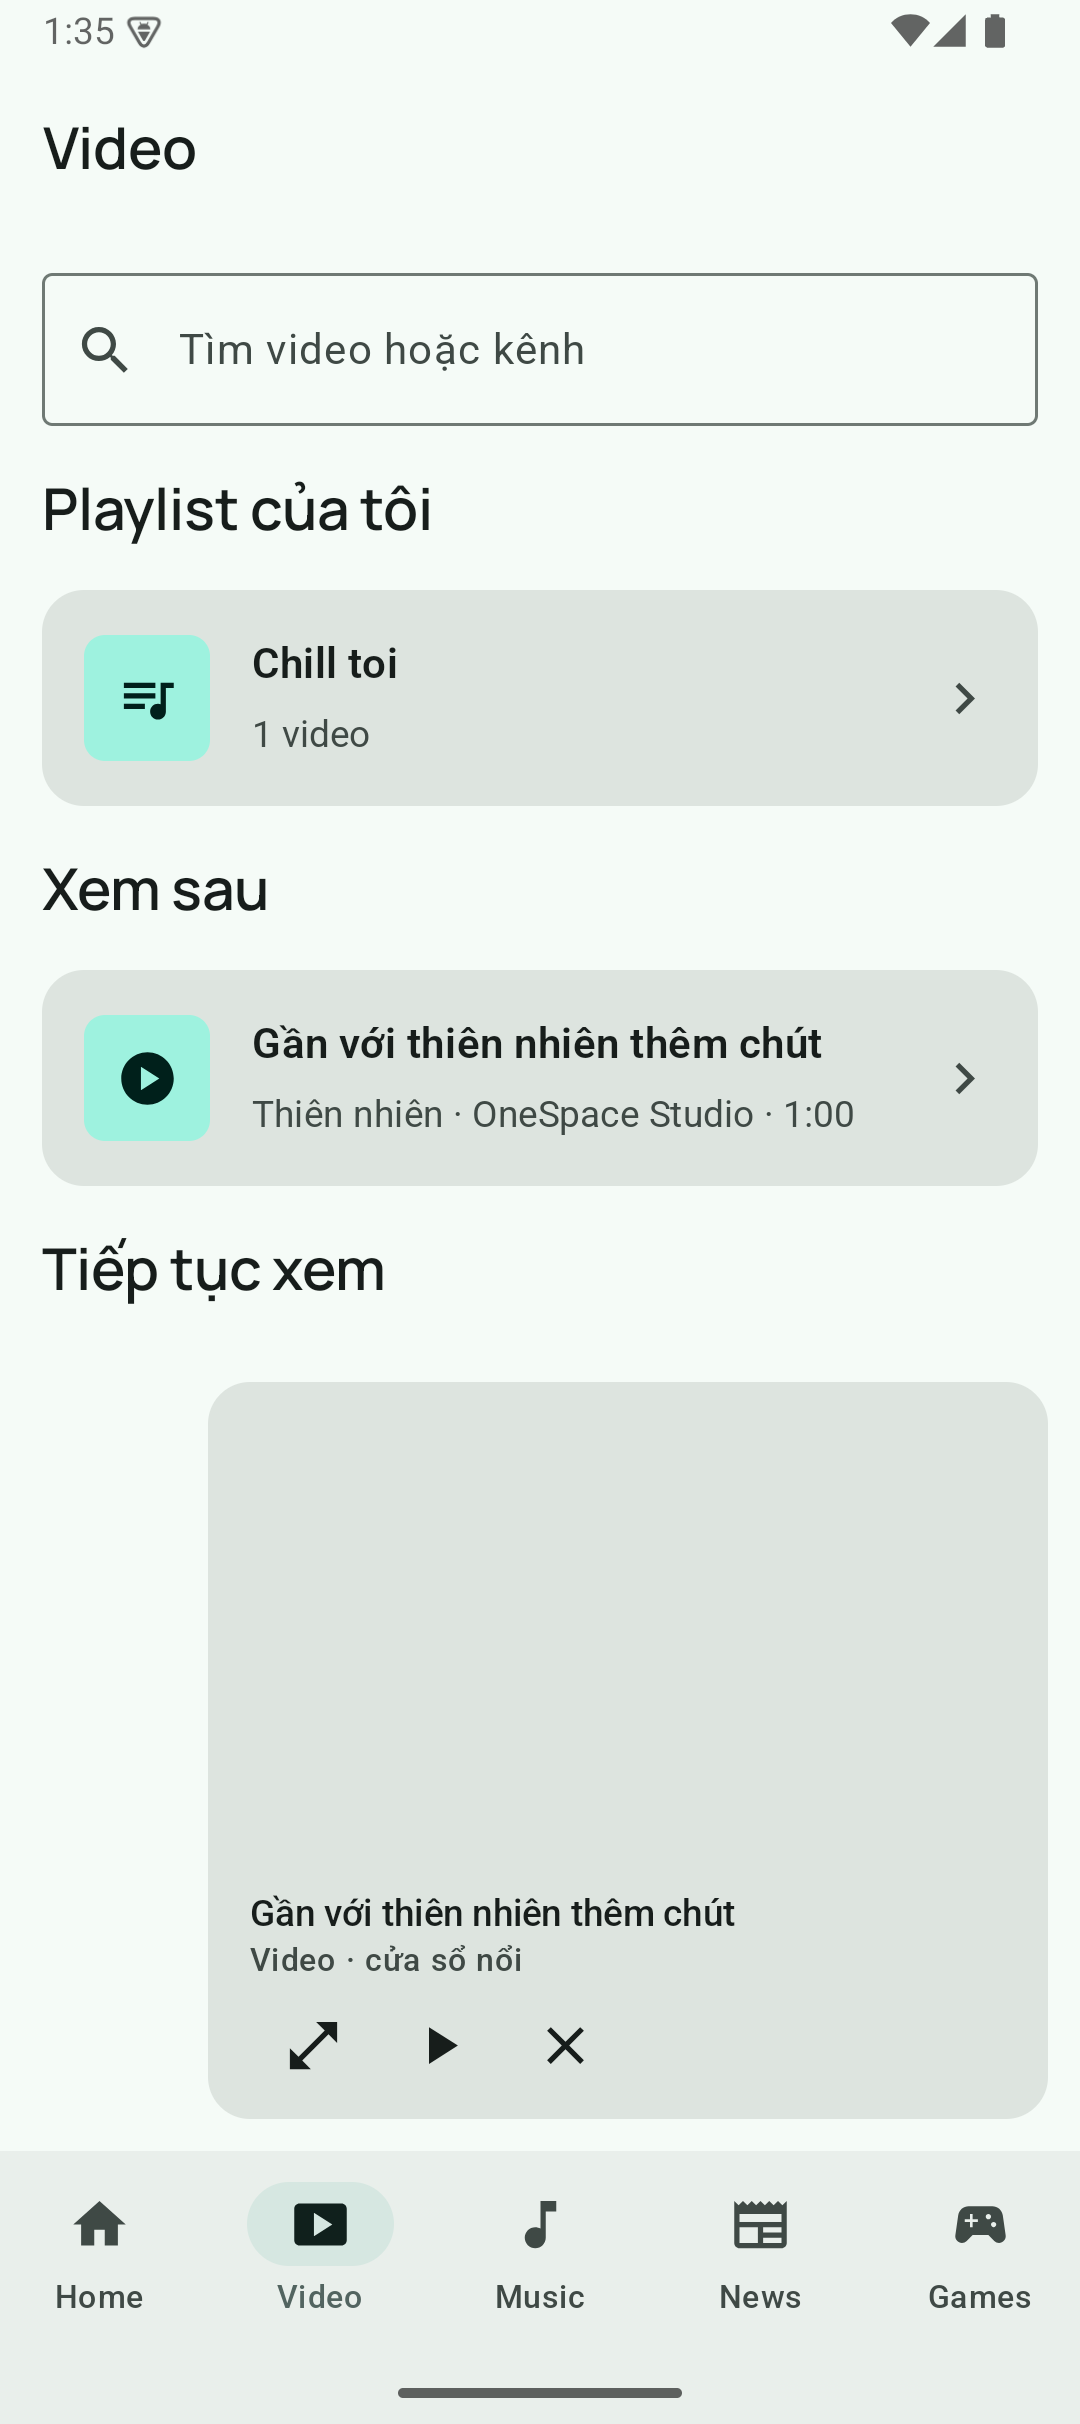 1:35
Video
Tìm video hoặc kênh
Playlist của tôi
Chill toi
1 video
Xem sau
Gần với thiên nhiên thêm chút
Thiên nhiên · OneSpace Studio · 1:00
Tiếp tục xem
Gần với thiên nhiên thêm chút
Video · cửa sổ nổi
Home
Video
Music
News
Games